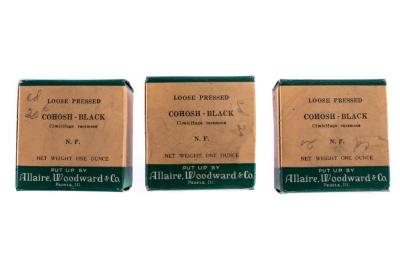 LOOSE PRESSED
COHOSH - BLACK
Cimicifuga racemosa
N. F.
NET WEIGHT ONE OUNCE
PUT UP BY
Allaire, Woodward & Co.
Peoria, Ill.
LOOSE PRESSED
COHOSH - BLACK
Cimicifuga racemosa
N. F.
NET WEIGHT ONE OUNCE
PUT UP BY
Allaire, Woodward & Co.
Peoria, Ill.
LOOSE PRESSED
COHOSH - BLACK
Cimicifuga racemosa
N. F.
NET WEIGHT ONE OUNCE
PUT UP BY
Allaire, Woodward & Co.
Peoria, Ill.